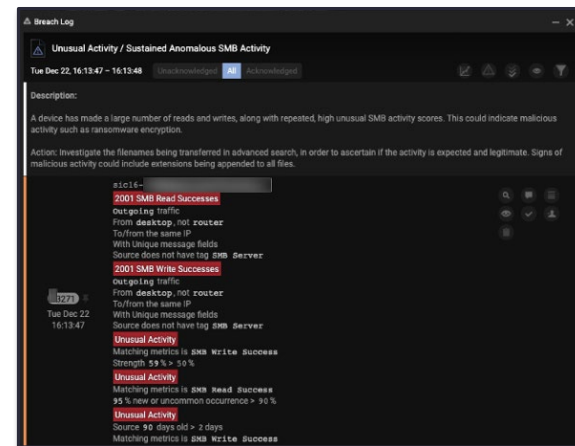 Breach Log
Unusual Activity / Sustained Anomalous SMB Activity
Tue Dec 22, 16:13:47 – 16:13:48 Unacknowledged All Acknowledged
Description:
A device has made a large number of reads and writes, along with repeated, high unusual SMB activity scores. This could indicate malicious
activity such as ransomware encryption.
Action: Investigate the filenames being transferred in advanced search, in order to ascertain if the activity is expected and legitimate. Signs of
malicious activity could include extensions being appended to all files.
sicl6-
2001 SMB Read Successes
Outgoing traffic
From desktop, not router
To/from the same IP
With Unique message fields
Source does not have tag SMB Server
2001 SMB Write Successes
Outgoing traffic
From desktop, not router
To/from the same IP
With Unique message fields
Source does not have tag SMB Server
3271
Tue Dec 22
16:13:47
Unusual Activity
Matching metrics is SMB Write Success
Strength 59% > 50%
Unusual Activity
Matching metrics is SMB Read Success
95% new or uncommon occurrence > 90%
Unusual Activity
Source 90 days old > 2 days
Matching metrics is SMB Write Success